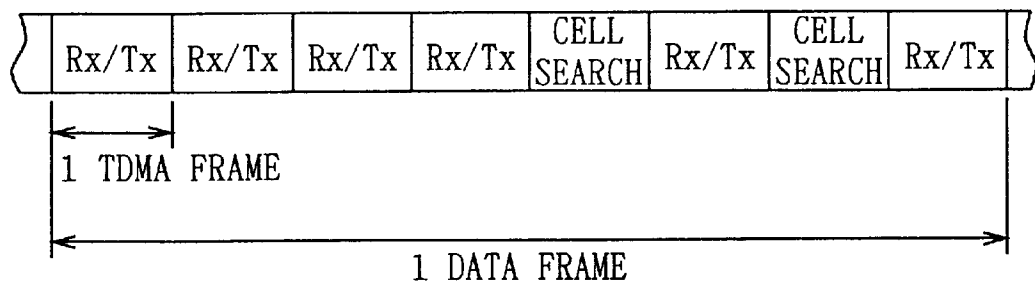 Rx/Tx Rx/Tx Rx/Tx Rx/Tx CELL SEARCH Rx/Tx CELL SEARCH Rx/Tx
1 TDMA FRAME
1 DATA FRAME